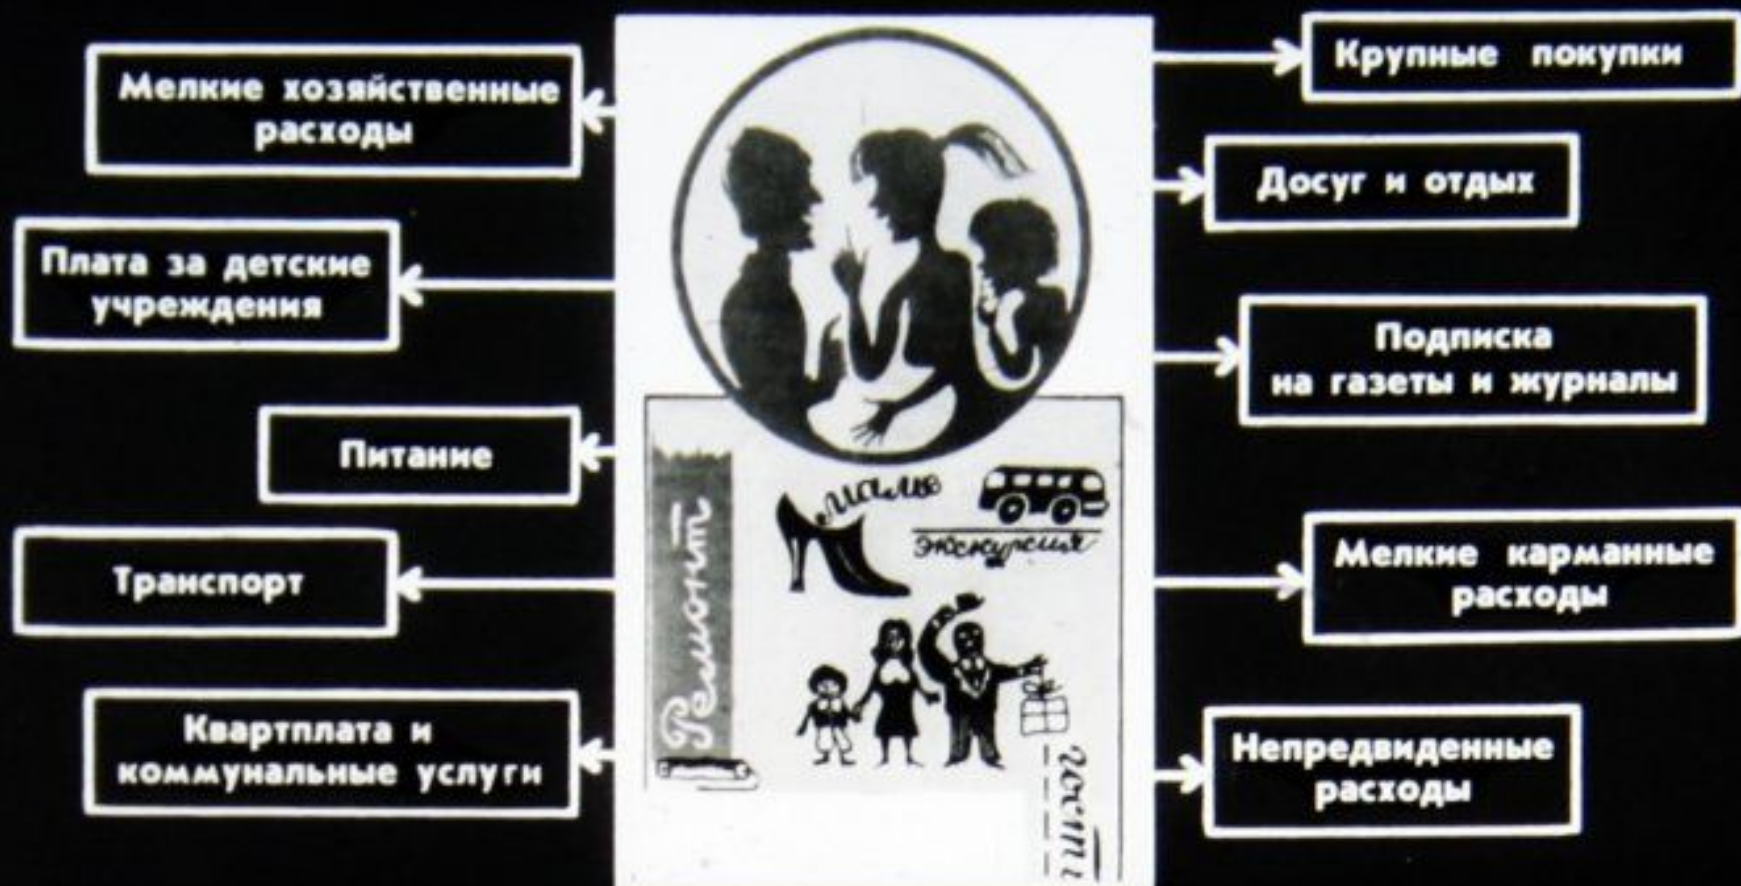 Мелкие хозяйственные
расходы
Плата за детские
учреждения
Питание
Транспорт
Квартплата и
коммунальные услуги
Ремонт
экскурсия
Крупные покупки
Досуг и отдых
Подписка
на газеты и журналы
Мелкие карманные
расходы
Непредвиденные
расходы